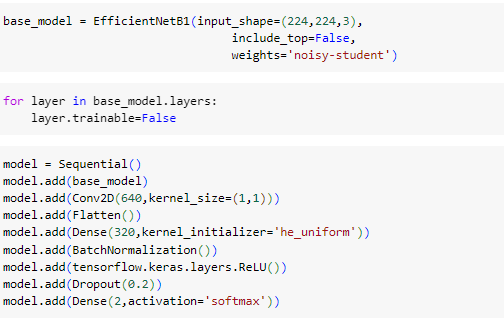 base_model = EfficientNetB1(input_shape=(224,224,3),
                            include_top=False,
                            weights='noisy-student')
for layer in base_model.layers:
    layer.trainable=False
model = Sequential()
model.add(base_model)
model.add(Conv2D(640,kernel_size=(1,1)))
model.add(Flatten())
model.add(Dense(320,kernel_initializer='he_uniform'))
model.add(BatchNormalization())
model.add(tensorflow.keras.layers.ReLU())
model.add(Dropout(0.2))
model.add(Dense(2,activation='softmax'))